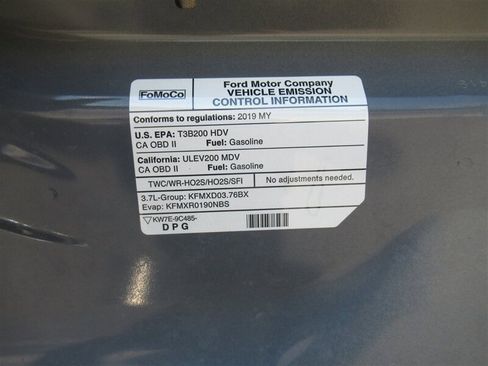 FoMoCo
Ford Motor Company
VEHICLE EMISSION
CONTROL INFORMATION
Conforms to regulations: 2019 MY
U.S. EPA: T3B200 HDV
CA OBD II Fuel: Gasoline
California: ULEV200 MDV
CA OBD II Fuel: Gasoline
TWC/WR-HO2S/HO2S/SFI No adjustments needed.
3.7L-Group: KFMXD03.76BX
Evap: KFMXR0190NBS
KW7E-9C485-
D P G